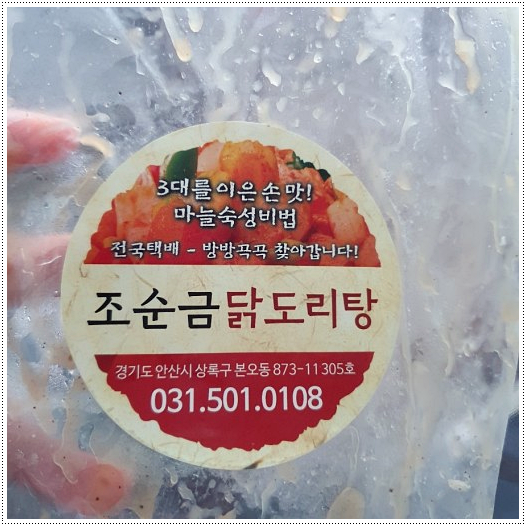 3대를 이은 손 맛!
마늘숙성비법
전국택배 - 방방곡곡 찾아갑니다!
조순금닭도리탕
경기도 안산시 상록구 본오동 873-11 305호
031.501.0108